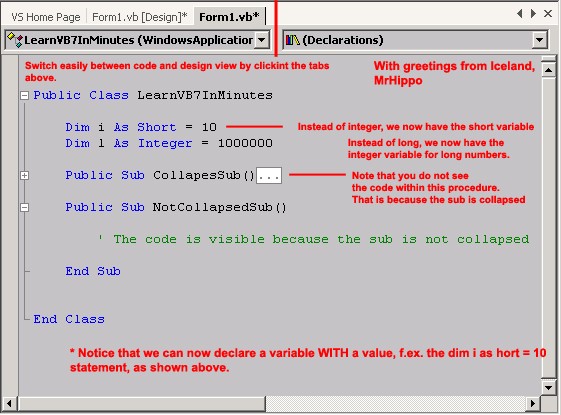 VS Home Page Form1.vb [Design]* Form1.vb*
LearnVB7InMinutes (WindowsApplication (Declarations)
Switch easily between code and design view by clickint the tabs
above.
With greetings from Iceland,
MrHippo
Public Class LearnVB7InMinutes
Dim i As Short = 10
Instead of integer, we now have the short variable
Dim l As Integer = 1000000
Instead of long, we now have the
integer variable for long numbers.
Public Sub CollapesSub()...
Note that you do not see
the code within this procedure.
That is because the sub is collapsed
Public Sub NotCollapsedSub()
' The code is visible because the sub is not collapsed
End Sub
End Class
* Notice that we can now declare a variable WITH a value, f.ex. the dim i as hort = 10
statement, as shown above.